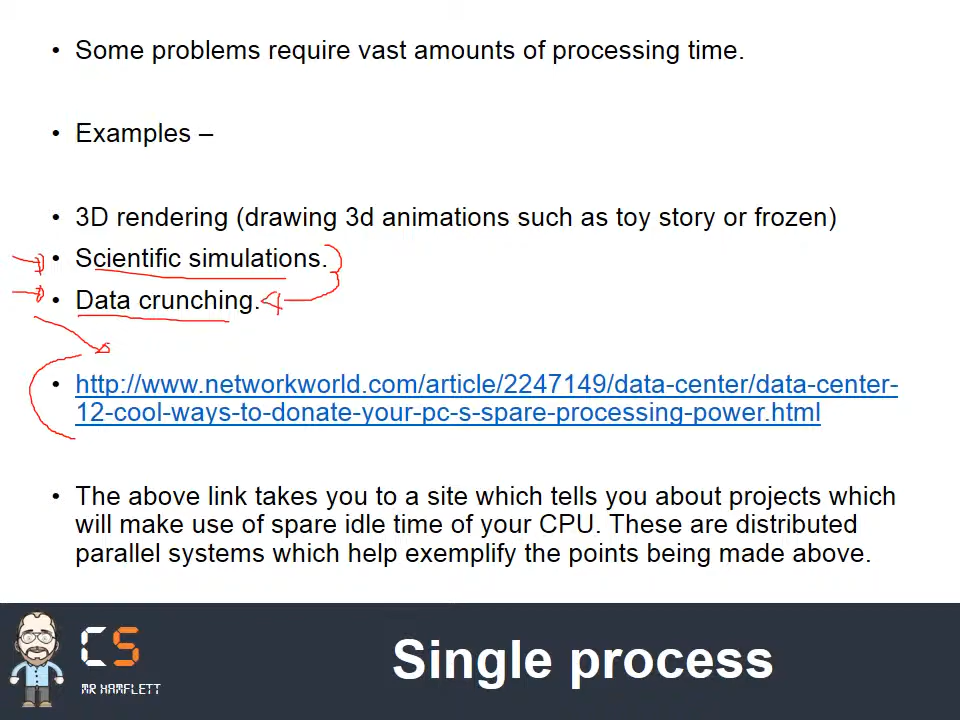 • Some problems require vast amounts of processing time.
• Examples –
• 3D rendering (drawing 3d animations such as toy story or frozen)
• Scientific simulations.
• Data crunching.
• http://www.networkworld.com/article/2247149/data-center/data-center-
12-cool-ways-to-donate-your-pc-s-spare-processing-power.html
• The above link takes you to a site which tells you about projects which
will make use of spare idle time of your CPU. These are distributed
parallel systems which help exemplify the points being made above.
CS
MR HAMFLETT
Single process